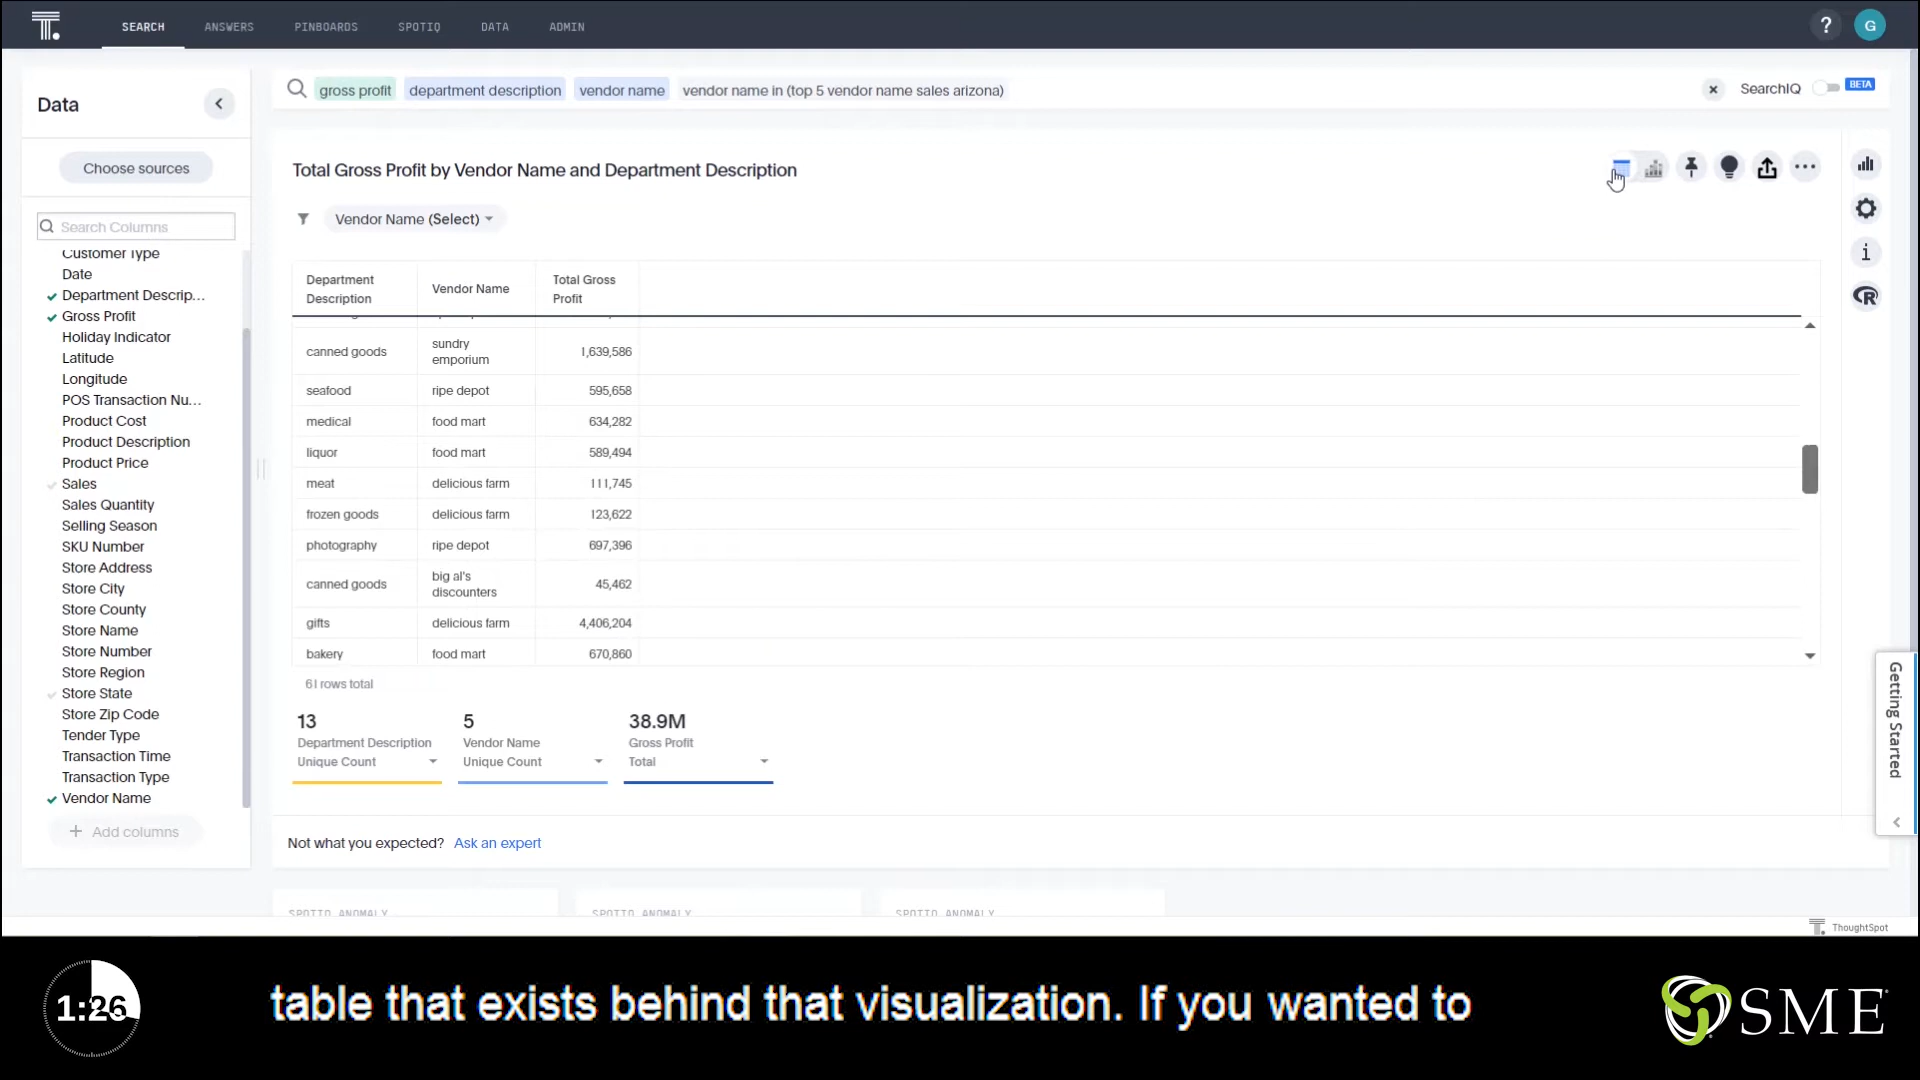 T.
SEARCH
ANSWERS
PINBOARDS
SPOTIQ
DATA
ADMIN
?
G
Data
Choose sources
Search Columns
Customer Type
Date
Department Descrip...
Gross Profit
Holiday Indicator
Latitude
Longitude
POS Transaction Nu...
Product Cost
Product Description
Product Price
Sales
Sales Quantity
Selling Season
SKU Number
Store Address
Store City
Store County
Store Name
Store Number
Store Region
Store State
Store Zip Code
Tender Type
Transaction Time
Transaction Type
Vendor Name
+ Add columns
gross profit department description vendor name vendor name in (top 5 vendor name sales arizona)
SearchIQ BETA
Total Gross Profit by Vendor Name and Department Description
Vendor Name (Select)
Department Description Vendor Name Total Gross Profit
canned goods sundry emporium 1,639,586
seafood ripe depot 595,658
medical food mart 634,282
liquor food mart 589,494
meat delicious farm 111,745
frozen goods delicious farm 123,622
photography ripe depot 697,396
canned goods big al's discounters 45,462
gifts delicious farm 4,406,204
bakery food mart 670,860
61 rows total
13 5 38.9M
Department Description Vendor Name Gross Profit
Unique Count Unique Count Total
Not what you expected? Ask an expert
SPOTIQ ANOMALY SPOTIQ ANOMALY SPOTIQ ANOMALY
i
R
Getting Started
T. ThoughtSpot
1:26
table that exists behind that visualization. If you wanted to
SME